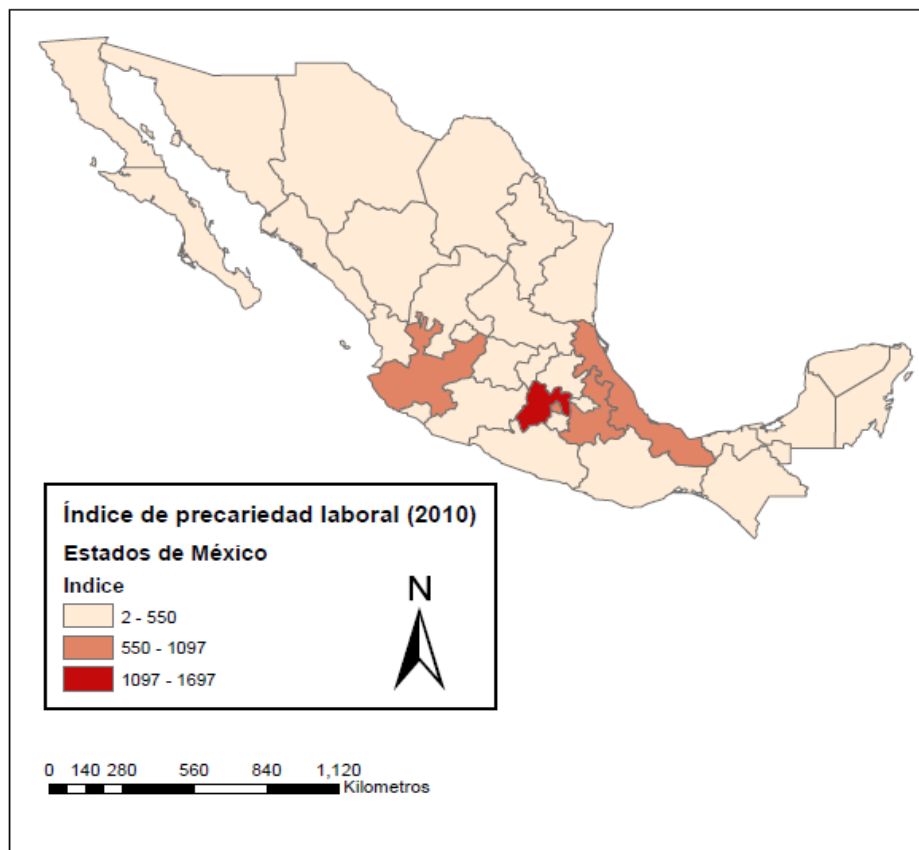 Índice de precariedad laboral (2010)
Estados de México
Indice
N
2 - 550
550 - 1097
1097 - 1697
0 140 280 560 840 1,120
Kilometros